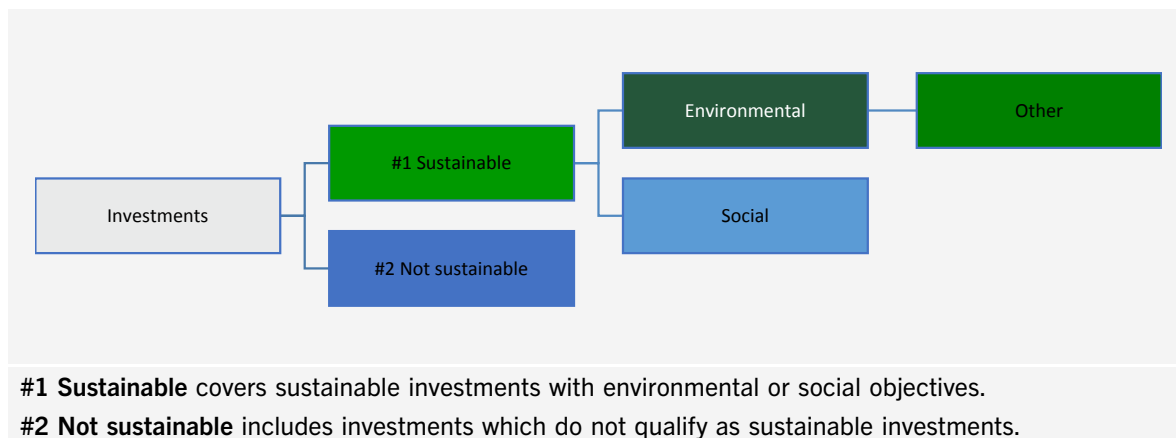 Environmental
Other
#1 Sustainable
Investments
Social
#2 Not sustainable
#1 Sustainable covers sustainable investments with environmental or social objectives.
#2 Not sustainable includes investments which do not qualify as sustainable investments.